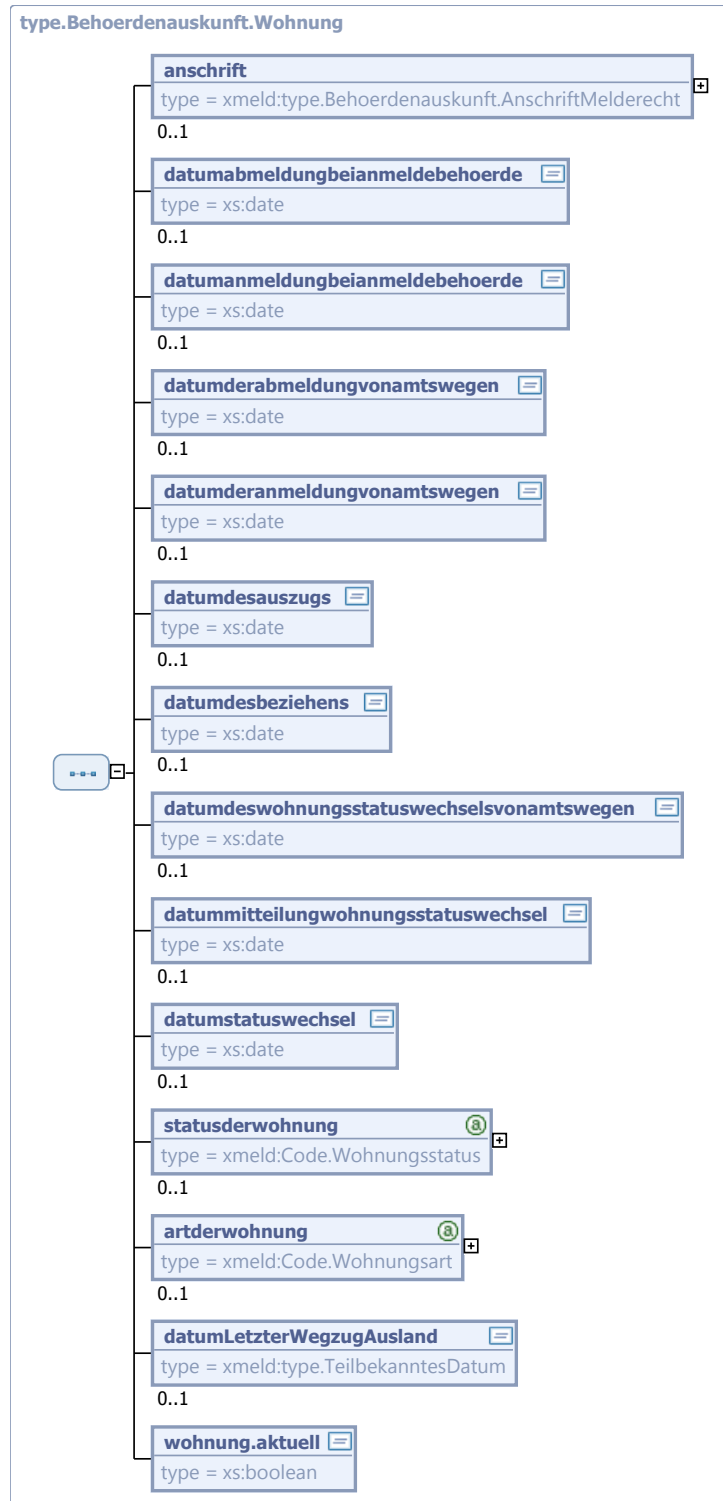 type.Behoerdenauskunft.Wohnung
anschrift
type = xmeld:type.Behoerdenauskunft.AnschriftMelderecht
0..1
datumabmeldungbeianmeldebehoerde
type = xs:date
0..1
datumanmeldungbeianmeldebehoerde
type = xs:date
0..1
datumderabmeldungvonamtswegen
type = xs:date
0..1
datumderanmeldungvonamtswegen
type = xs:date
0..1
datumdesauszugs
type = xs:date
0..1
datumdesbeziehens
type = xs:date
0..1
datumdeswohnungsstatuswechselsvonamtswegen
type = xs:date
0..1
datummitteilungwohnungsstatuswechsel
type = xs:date
0..1
datumstatuswechsel
type = xs:date
0..1
statusderwohnung
type = xmeld:Code.Wohnungsstatus
0..1
artderwohnung
type = xmeld:Code.Wohnungsart
0..1
datumLetzterWegzugAusland
type = xmeld:type.TeilbekanntesDatum
0..1
wohnung.aktuell
type = xs:boolean